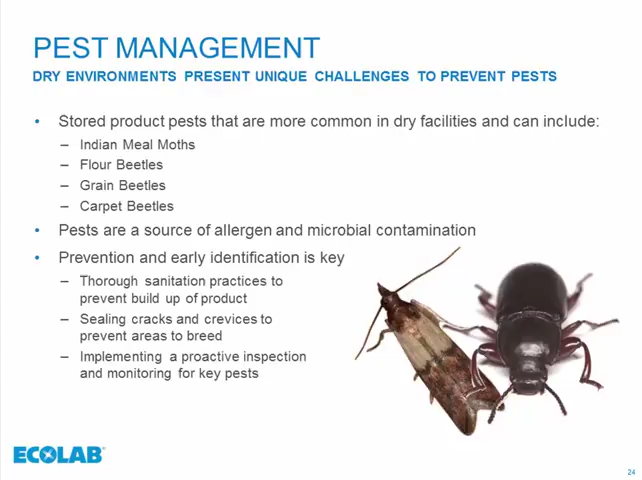 PEST MANAGEMENT
DRY ENVIRONMENTS PRESENT UNIQUE CHALLENGES TO PREVENT PESTS
• Stored product pests that are more common in dry facilities and can include:
– Indian Meal Moths
– Flour Beetles
– Grain Beetles
– Carpet Beetles
• Pests are a source of allergen and microbial contamination
• Prevention and early identification is key
– Thorough sanitation practices to
prevent build up of product
– Sealing cracks and crevices to
prevent areas to breed
– Implementing a proactive inspection
and monitoring for key pests
ECOLAB
24